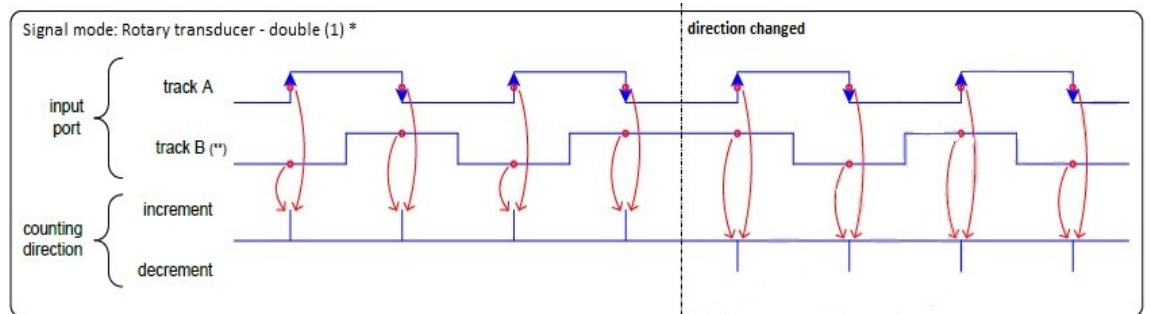 Signal mode: Rotary transducer - double (1) *
direction changed
track A
input
port
track B (**)
increment
counting
direction
decrement